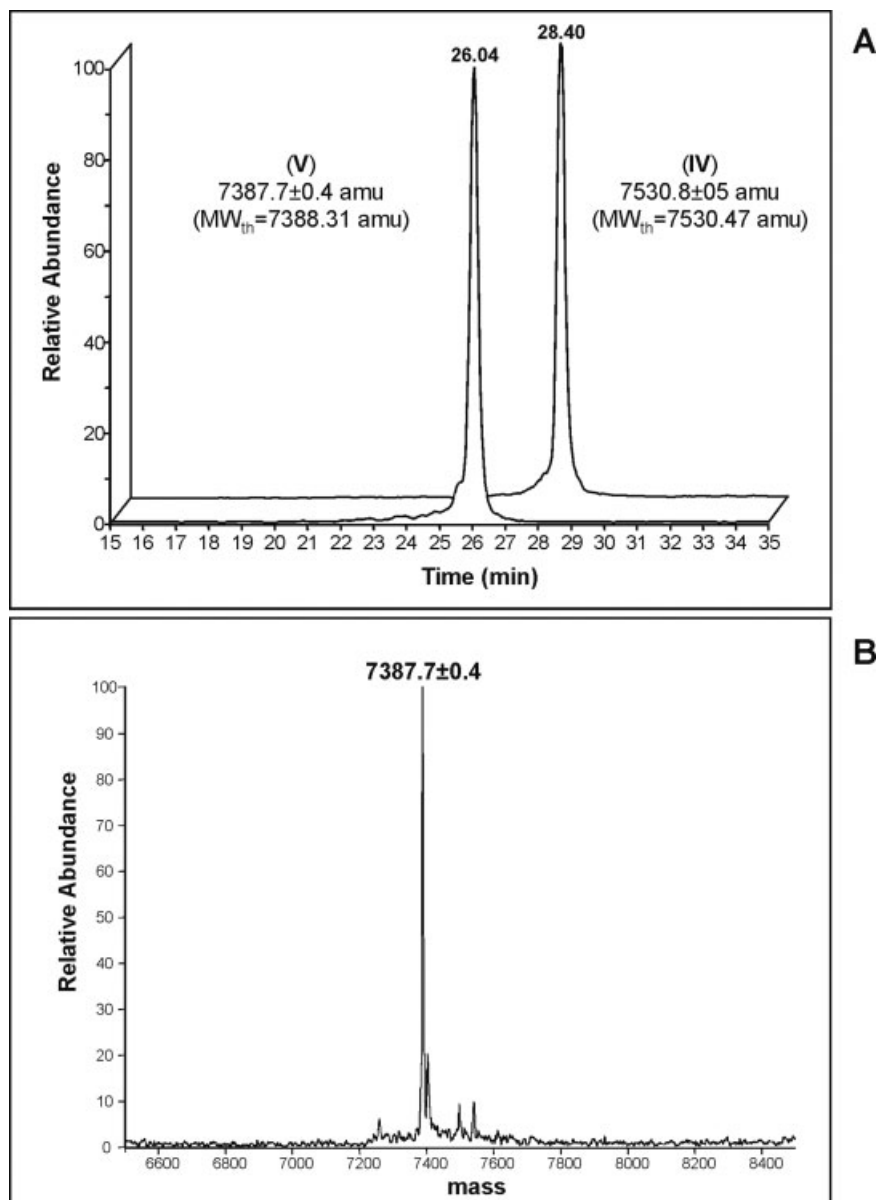 A
26.04
28.40
100
80
60
40
20
0
Relative Abundance
(V)
7387.7±0.4 amu
(MWth=7388.31 amu)
(IV)
7530.8±05 amu
(MWth=7530.47 amu)
15 16 17 18 19 20 21 22 23 24 25 26 27 28 29 30 31 32 33 34 35
Time (min)
B
7387.7±0.4
100
90
80
70
60
50
40
30
20
10
0
Relative Abundance
6600 6800 7000 7200 7400 7600 7800 8000 8200 8400
mass